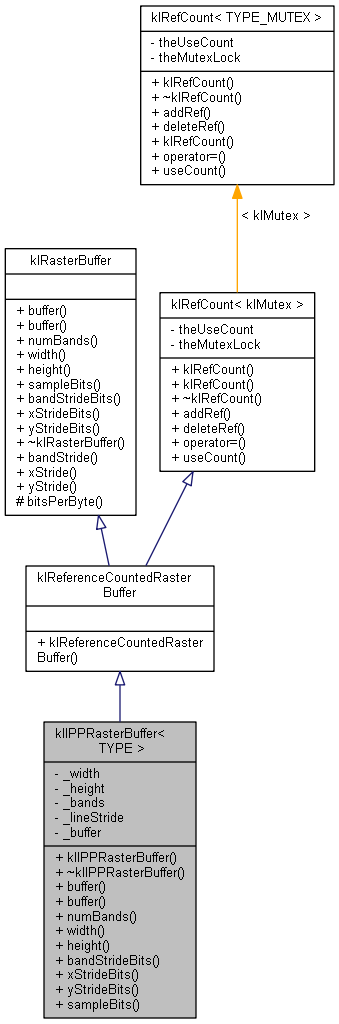 klRefCount< TYPE_MUTEX >
- theUseCount
- theMutexLock
+ klRefCount()
+ ~klRefCount()
+ addRef()
+ deleteRef()
+ klRefCount()
+ operator=()
+ useCount()
< klMutex >
klRasterBuffer
+ buffer()
+ buffer()
+ numBands()
+ width()
+ height()
+ sampleBits()
+ bandStrideBits()
+ xStrideBits()
+ yStrideBits()
+ ~klRasterBuffer()
+ bandStride()
+ xStride()
+ yStride()
# bitsPerByte()
klRefCount< klMutex >
- theUseCount
- theMutexLock
+ klRefCount()
+ klRefCount()
+ ~klRefCount()
+ addRef()
+ deleteRef()
+ operator=()
+ useCount()
klReferenceCountedRaster
Buffer
+ klReferenceCountedRaster
Buffer()
klIPPRasterBuffer<
TYPE >
- _width
- _height
- _bands
- _lineStride
- _buffer
+ klIPPRasterBuffer()
+ ~klIPPRasterBuffer()
+ buffer()
+ buffer()
+ numBands()
+ width()
+ height()
+ bandStrideBits()
+ xStrideBits()
+ yStrideBits()
+ sampleBits()